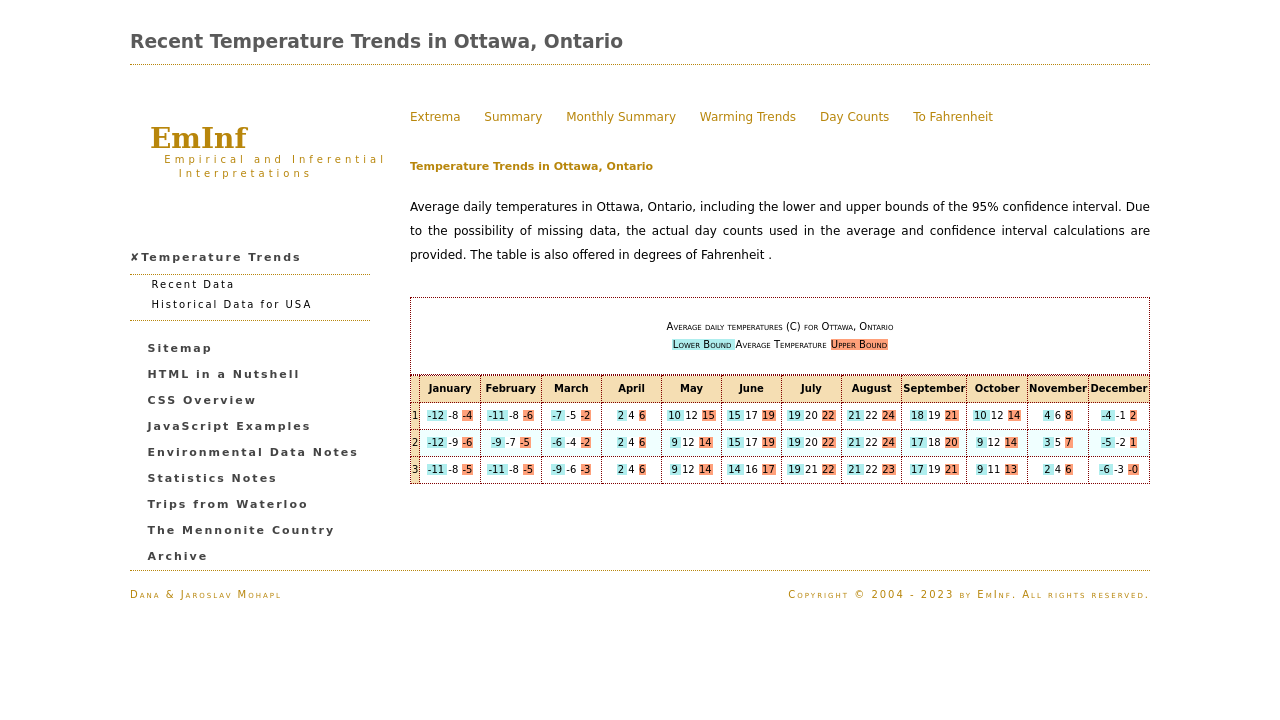 Recent Temperature Trends in Ottawa, Ontario
EmInf
Empirical and Inferential
Interpretations
✘Temperature Trends
Recent Data
Historical Data for USA
Sitemap
HTML in a Nutshell
CSS Overview
JavaScript Examples
Environmental Data Notes
Statistics Notes
Trips from Waterloo
The Mennonite Country
Archive
Extrema Summary Monthly Summary Warming Trends Day Counts To Fahrenheit
Temperature Trends in Ottawa, Ontario
Average daily temperatures in Ottawa, Ontario, including the lower and upper bounds of the 95% confidence interval. Due
to the possibility of missing data, the actual day counts used in the average and confidence interval calculations are
provided. The table is also offered in degrees of Fahrenheit .
Average daily temperatures (C) for Ottawa, Ontario
Lower Bound Average Temperature Upper Bound
January February March April May June July August September October November December
1 -12 -8 -4 -11 -8 -6 -7 -5 -2 2 4 6 10 12 15 15 17 19 19 20 22 21 22 24 18 19 21 10 12 14 4 6 8 -4 -1 2
2 -12 -9 -6 -9 -7 -5 -6 -4 -2 2 4 6 9 12 14 15 17 19 19 20 22 21 22 24 17 18 20 9 12 14 3 5 7 -5 -2 1
3 -11 -8 -5 -11 -8 -5 -9 -6 -3 2 4 6 9 12 14 14 16 17 19 21 22 21 22 23 17 19 21 9 11 13 2 4 6 -6 -3 -0
Dana & Jaroslav Mohapl
Copyright © 2004 - 2023 by EmInf. All rights reserved.